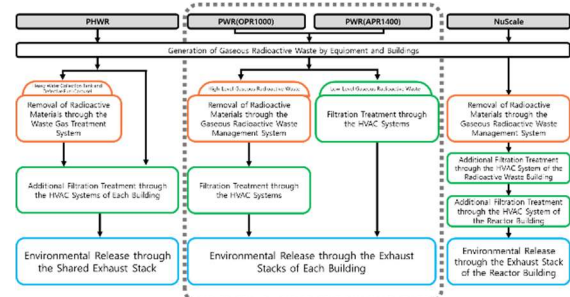 PHWR
PWR(OPR1000)
PWR(APR1400)
NuScale
Generation of Gaseous Radioactive Waste by Equipment and Buildings
Removal of Radioactive
Materials through the
Waste Gas Treatment
System
High-Level Gaseous Radioactive Waste
Removal of Radioactive
Materials through the
Gaseous Radioactive Waste
Management System
Low-Level Gaseous Radioactive Waste
Filtration Treatment through
the HVAC Systems
Removal of Radioactive
Materials through the
Gaseous Radioactive Waste
Management System
Additional Filtration Treatment through
the HVAC Systems of Each Building
Filtration Treatment through
the HVAC Systems
Additional Filtration Treatment
through the HVAC System of
the Radioactive Waste Building
Additional Filtration Treatment
through the HVAC System of
the Reactor Building
Environmental Release through
the Shared Exhaust Stack
Environmental Release through the Exhaust
Stacks of Each Building
Environmental Release
through the Exhaust Stack
of the Reactor Building